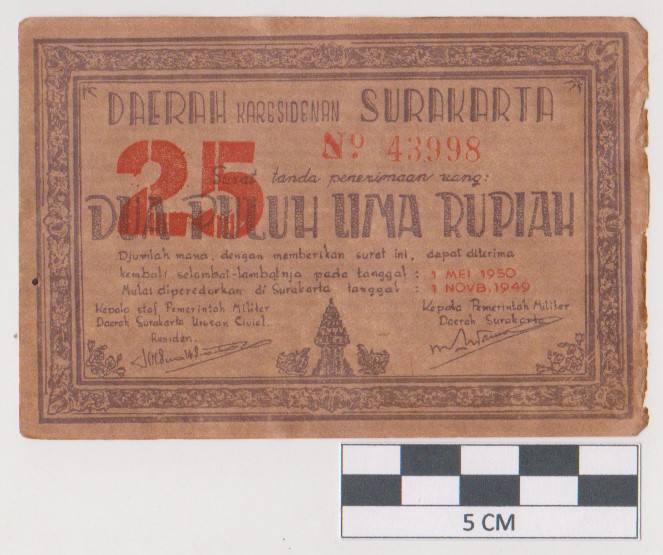 DAERAH KARESIDENAN SURAKARTA
25
No 43998
Surat tanda penerimaan uang:
DUA PULUH LIMA RUPIAH
Djumlah mana, dengan memberikan surat ini, dapat diterima
kembali selambat-lambatnja pada tanggal : 1 MEI 1950
Mulai diperedarkan di Surakarta tanggal : 1 NOVB. 1949
Kepala staf Pemerintah Militer
Daerah Surakarta Urusan Civiel
Residen.
Kepala Pemerintah Militer
Daerah Surakarta
5 CM